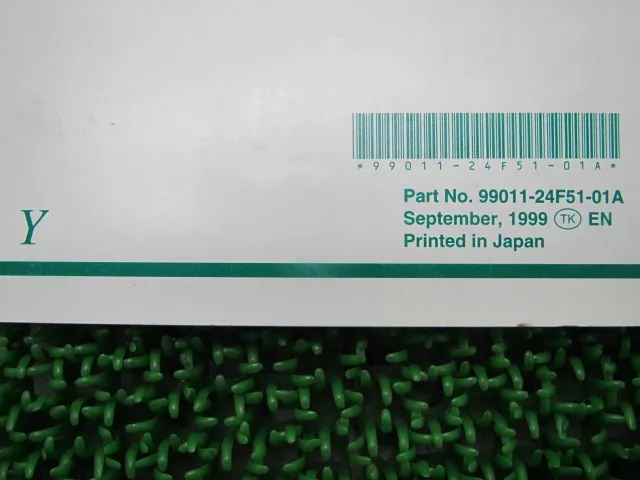 *99011-24F51-01A*
Part No. 99011-24F51-01A
September, 1999 TK EN
Printed in Japan
Y